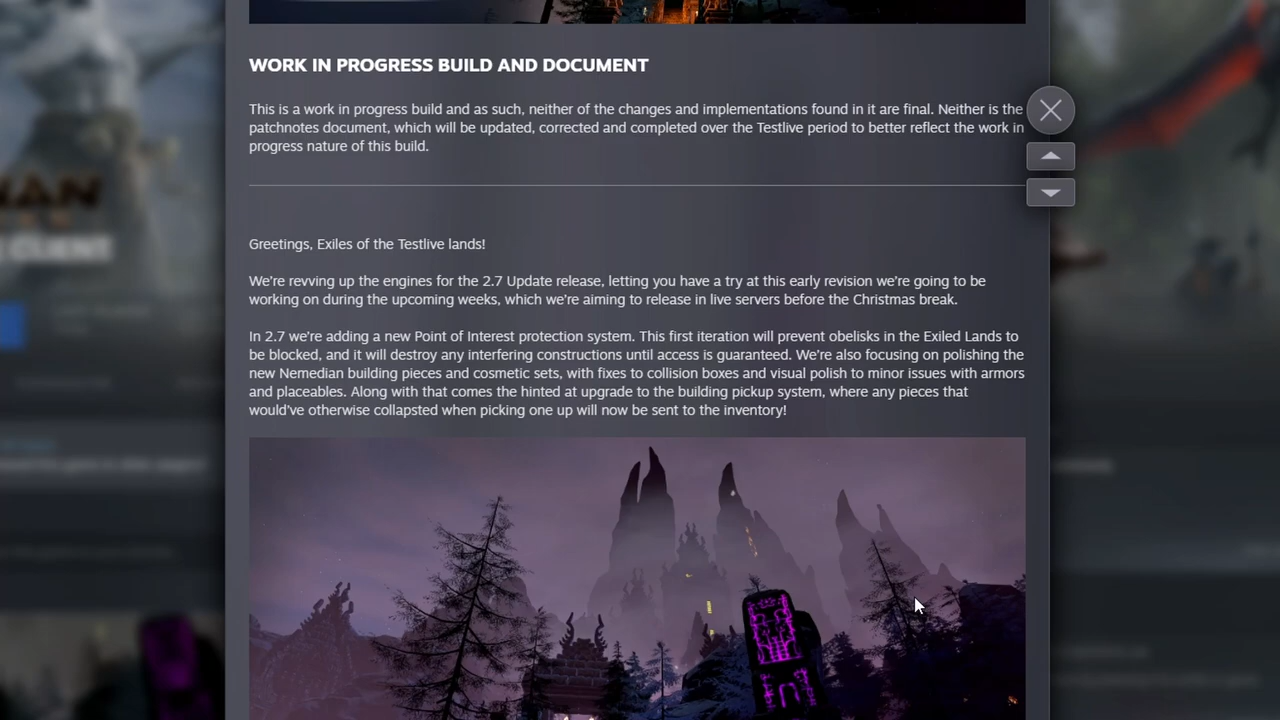 WORK IN PROGRESS BUILD AND DOCUMENT
This is a work in progress build and as such, neither of the changes and implementations found in it are final. Neither is the
patchnotes document, which will be updated, corrected and completed over the Testlive period to better reflect the work in
progress nature of this build.
Greetings, Exiles of the Testlive lands!
We're revving up the engines for the 2.7 Update release, letting you have a try at this early revision we're going to be
working on during the upcoming weeks, which we're aiming to release in live servers before the Christmas break.
In 2.7 we're adding a new Point of Interest protection system. This first iteration will prevent obelisks in the Exiled Lands to
be blocked, and it will destroy any interfering constructions until access is guaranteed. We're also focusing on polishing the
new Nemedian building pieces and cosmetic sets, with fixes to collision boxes and visual polish to minor issues with armors
and placeables. Along with that comes the hinted at upgrade to the building pickup system, where any pieces that
would've otherwise collapsted when picking one up will now be sent to the inventory!